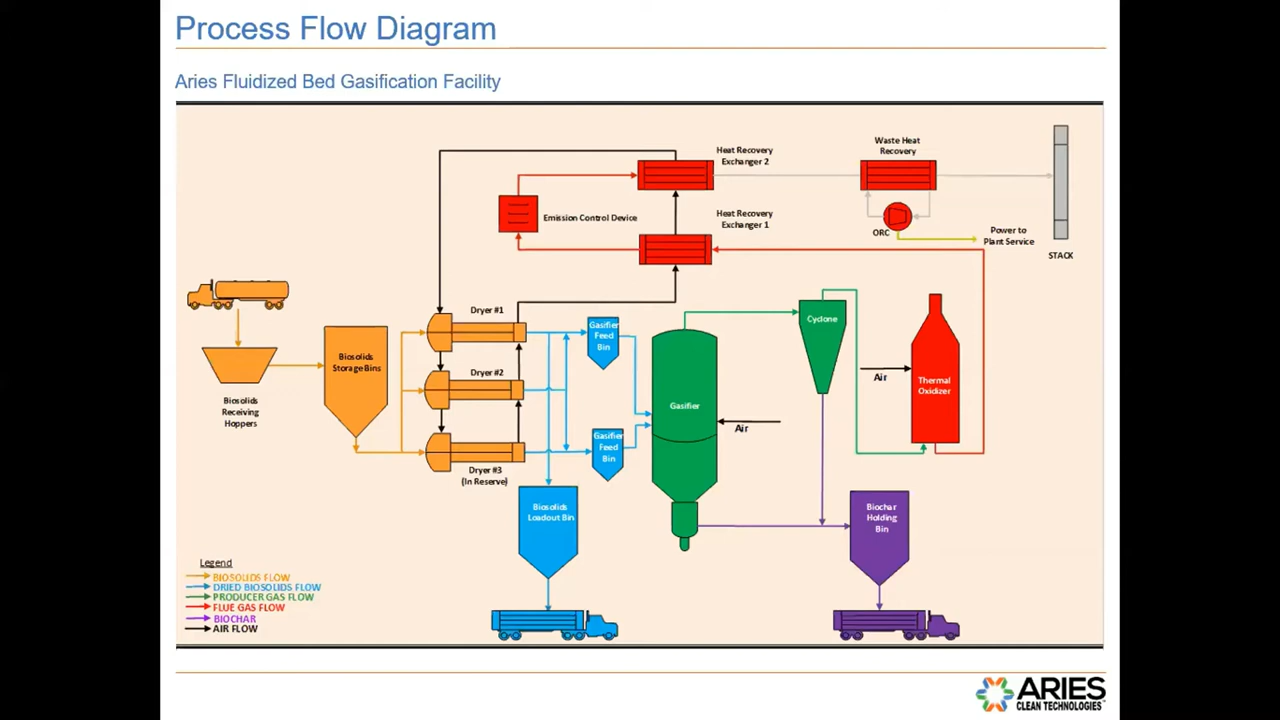 Process Flow Diagram
Aries Fluidized Bed Gasification Facility
Heat Recovery
Exchanger 2
Waste Heat
Recovery
Emission Control Device
Heat Recovery
Exchanger 1
ORC
Power to
Plant Service
STACK
Dryer #1
Gasifier
Feed
Bin
Cyclone
Biosolids
Storage Bins
Dryer #2
Air
Thermal
Oxidizer
Biosolids
Receiving
Hoppers
Gasifier
Air
Gasifier
Feed
Bin
Dryer #3
(In Reserve)
Biosolids
Loadout Bin
Biochar
Holding
Bin
Legend
BIOSOLIDS FLOW
DRIED BIOSOLIDS FLOW
PRODUCER GAS FLOW
FLUE GAS FLOW
BIOCHAR
AIR FLOW
ARIES
CLEAN TECHNOLOGIES